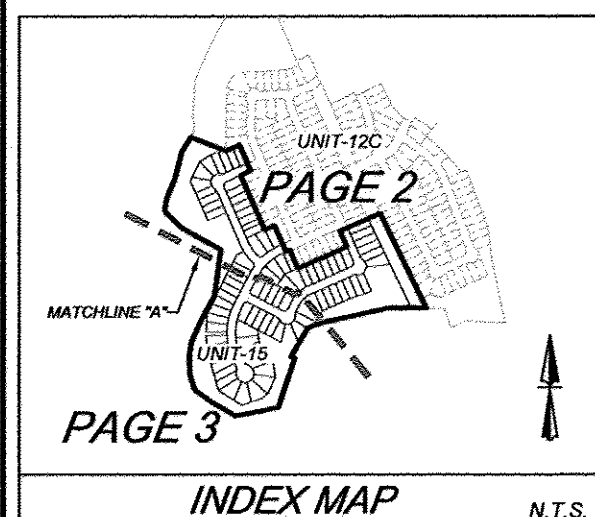 UNIT-12C
PAGE 2
MATCHLINE "A"
UNIT-15
PAGE 3
INDEX MAP N.T.S.